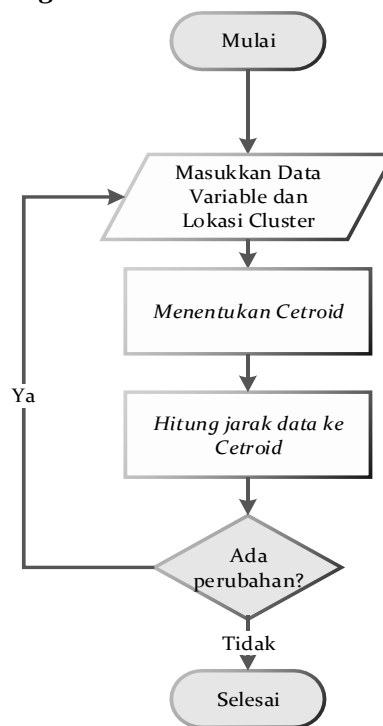 Mulai
Masukkan Data
Variable dan
Lokasi Cluster
Menentukan Cetroid
Hitung jarak data ke
Cetroid
Ya
Ada
perubahan?
Tidak
Selesai